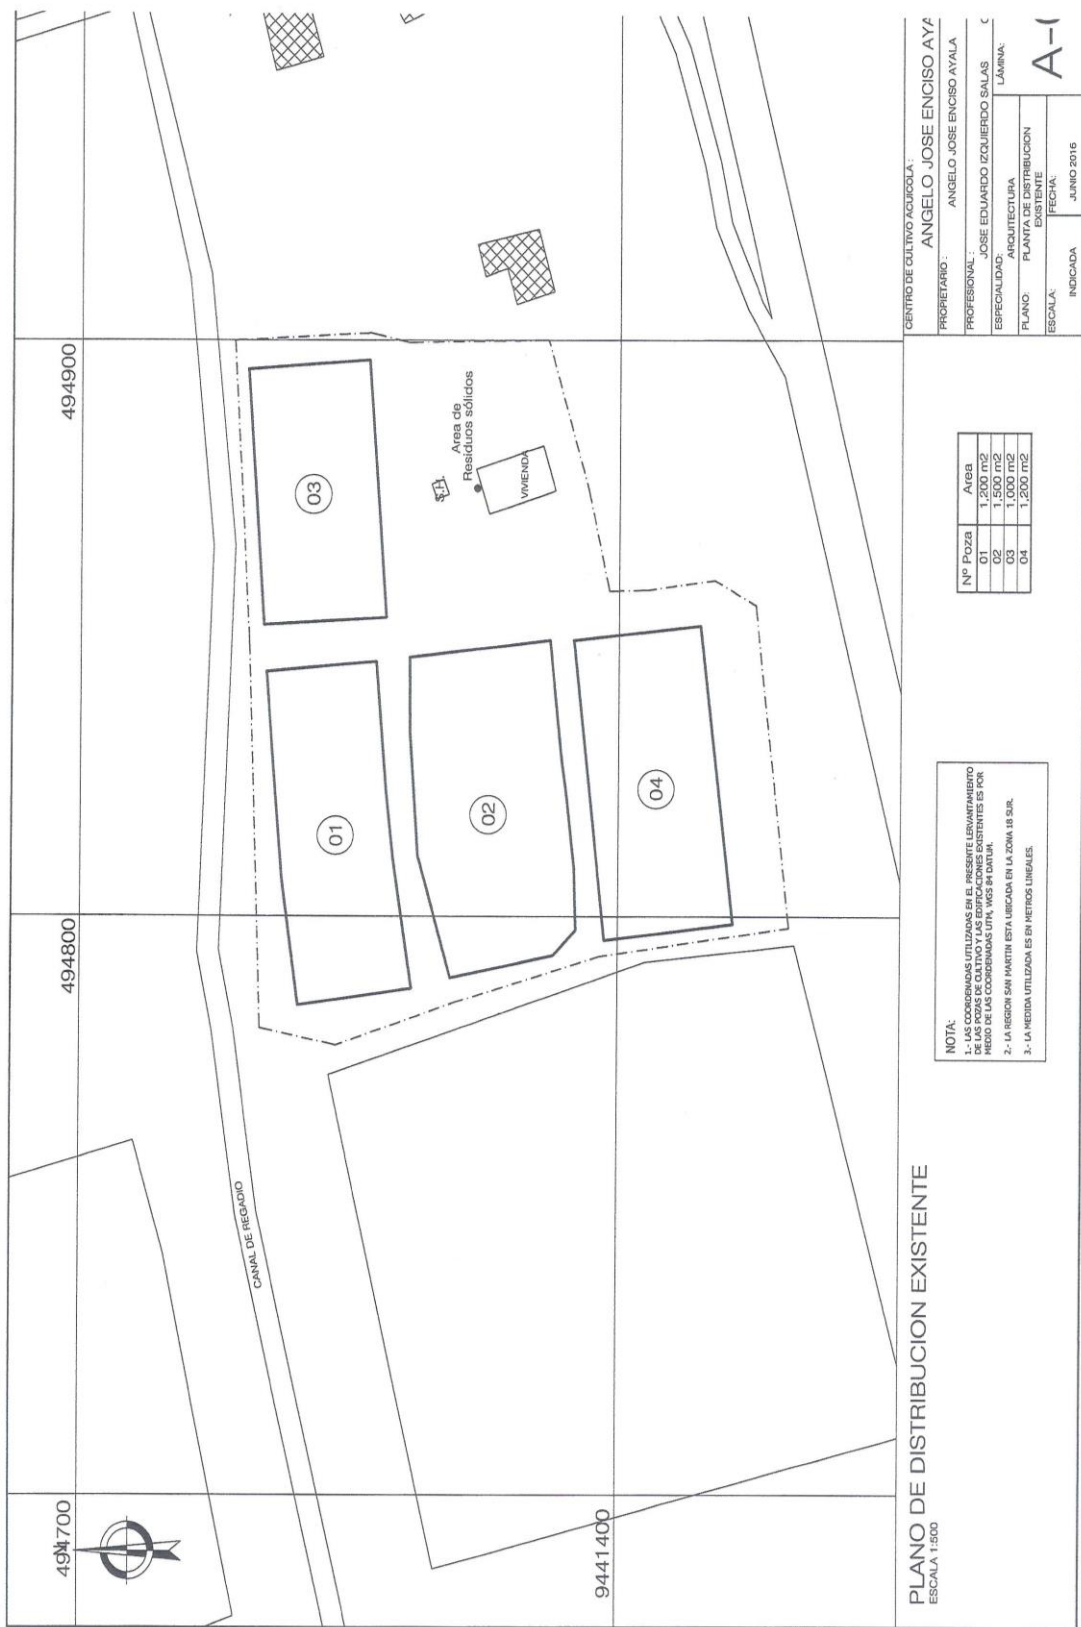 494700
494800
494900
N
9441400
CANAL DE REGADIO
01
02
03
04
S.H.
Area de
Residuos sólidos
VIVIENDA
PLANO DE DISTRIBUCION EXISTENTE
ESCALA 1:500
NOTA:
1.- LAS COORDENADAS UTILIZADAS EN EL PRESENTE LERVANTAMIENTO
DE LAS POZAS DE CULTIVO Y LAS EDIFICACIONES EXISTENTES ES POR
MEDIO DE LAS COORDENADAS UTM, WGS 84 DATUM.
2.- LA REGION SAN MARTIN ESTA UBICADA EN LA ZONA 18 SUR.
3.- LA MEDIDA UTILIZADA ES EN METROS LINEALES.
Nº Poza Area
01 1,200 m2
02 1,500 m2
03 1,000 m2
04 1,200 m2
CENTRO DE CULTIVO ACUICOLA :
ANGELO JOSE ENCISO AYA
PROPIETARIO :
ANGELO JOSE ENCISO AYALA
PROFESIONAL :
JOSE EDUARDO IZQUIERDO SALAS
ESPECIALIDAD:
ARQUITECTURA
LÁMINA:
PLANO: PLANTA DE DISTRIBUCION
EXISTENTE
ESCALA:
INDICADA
FECHA:
JUNIO 2016
A-